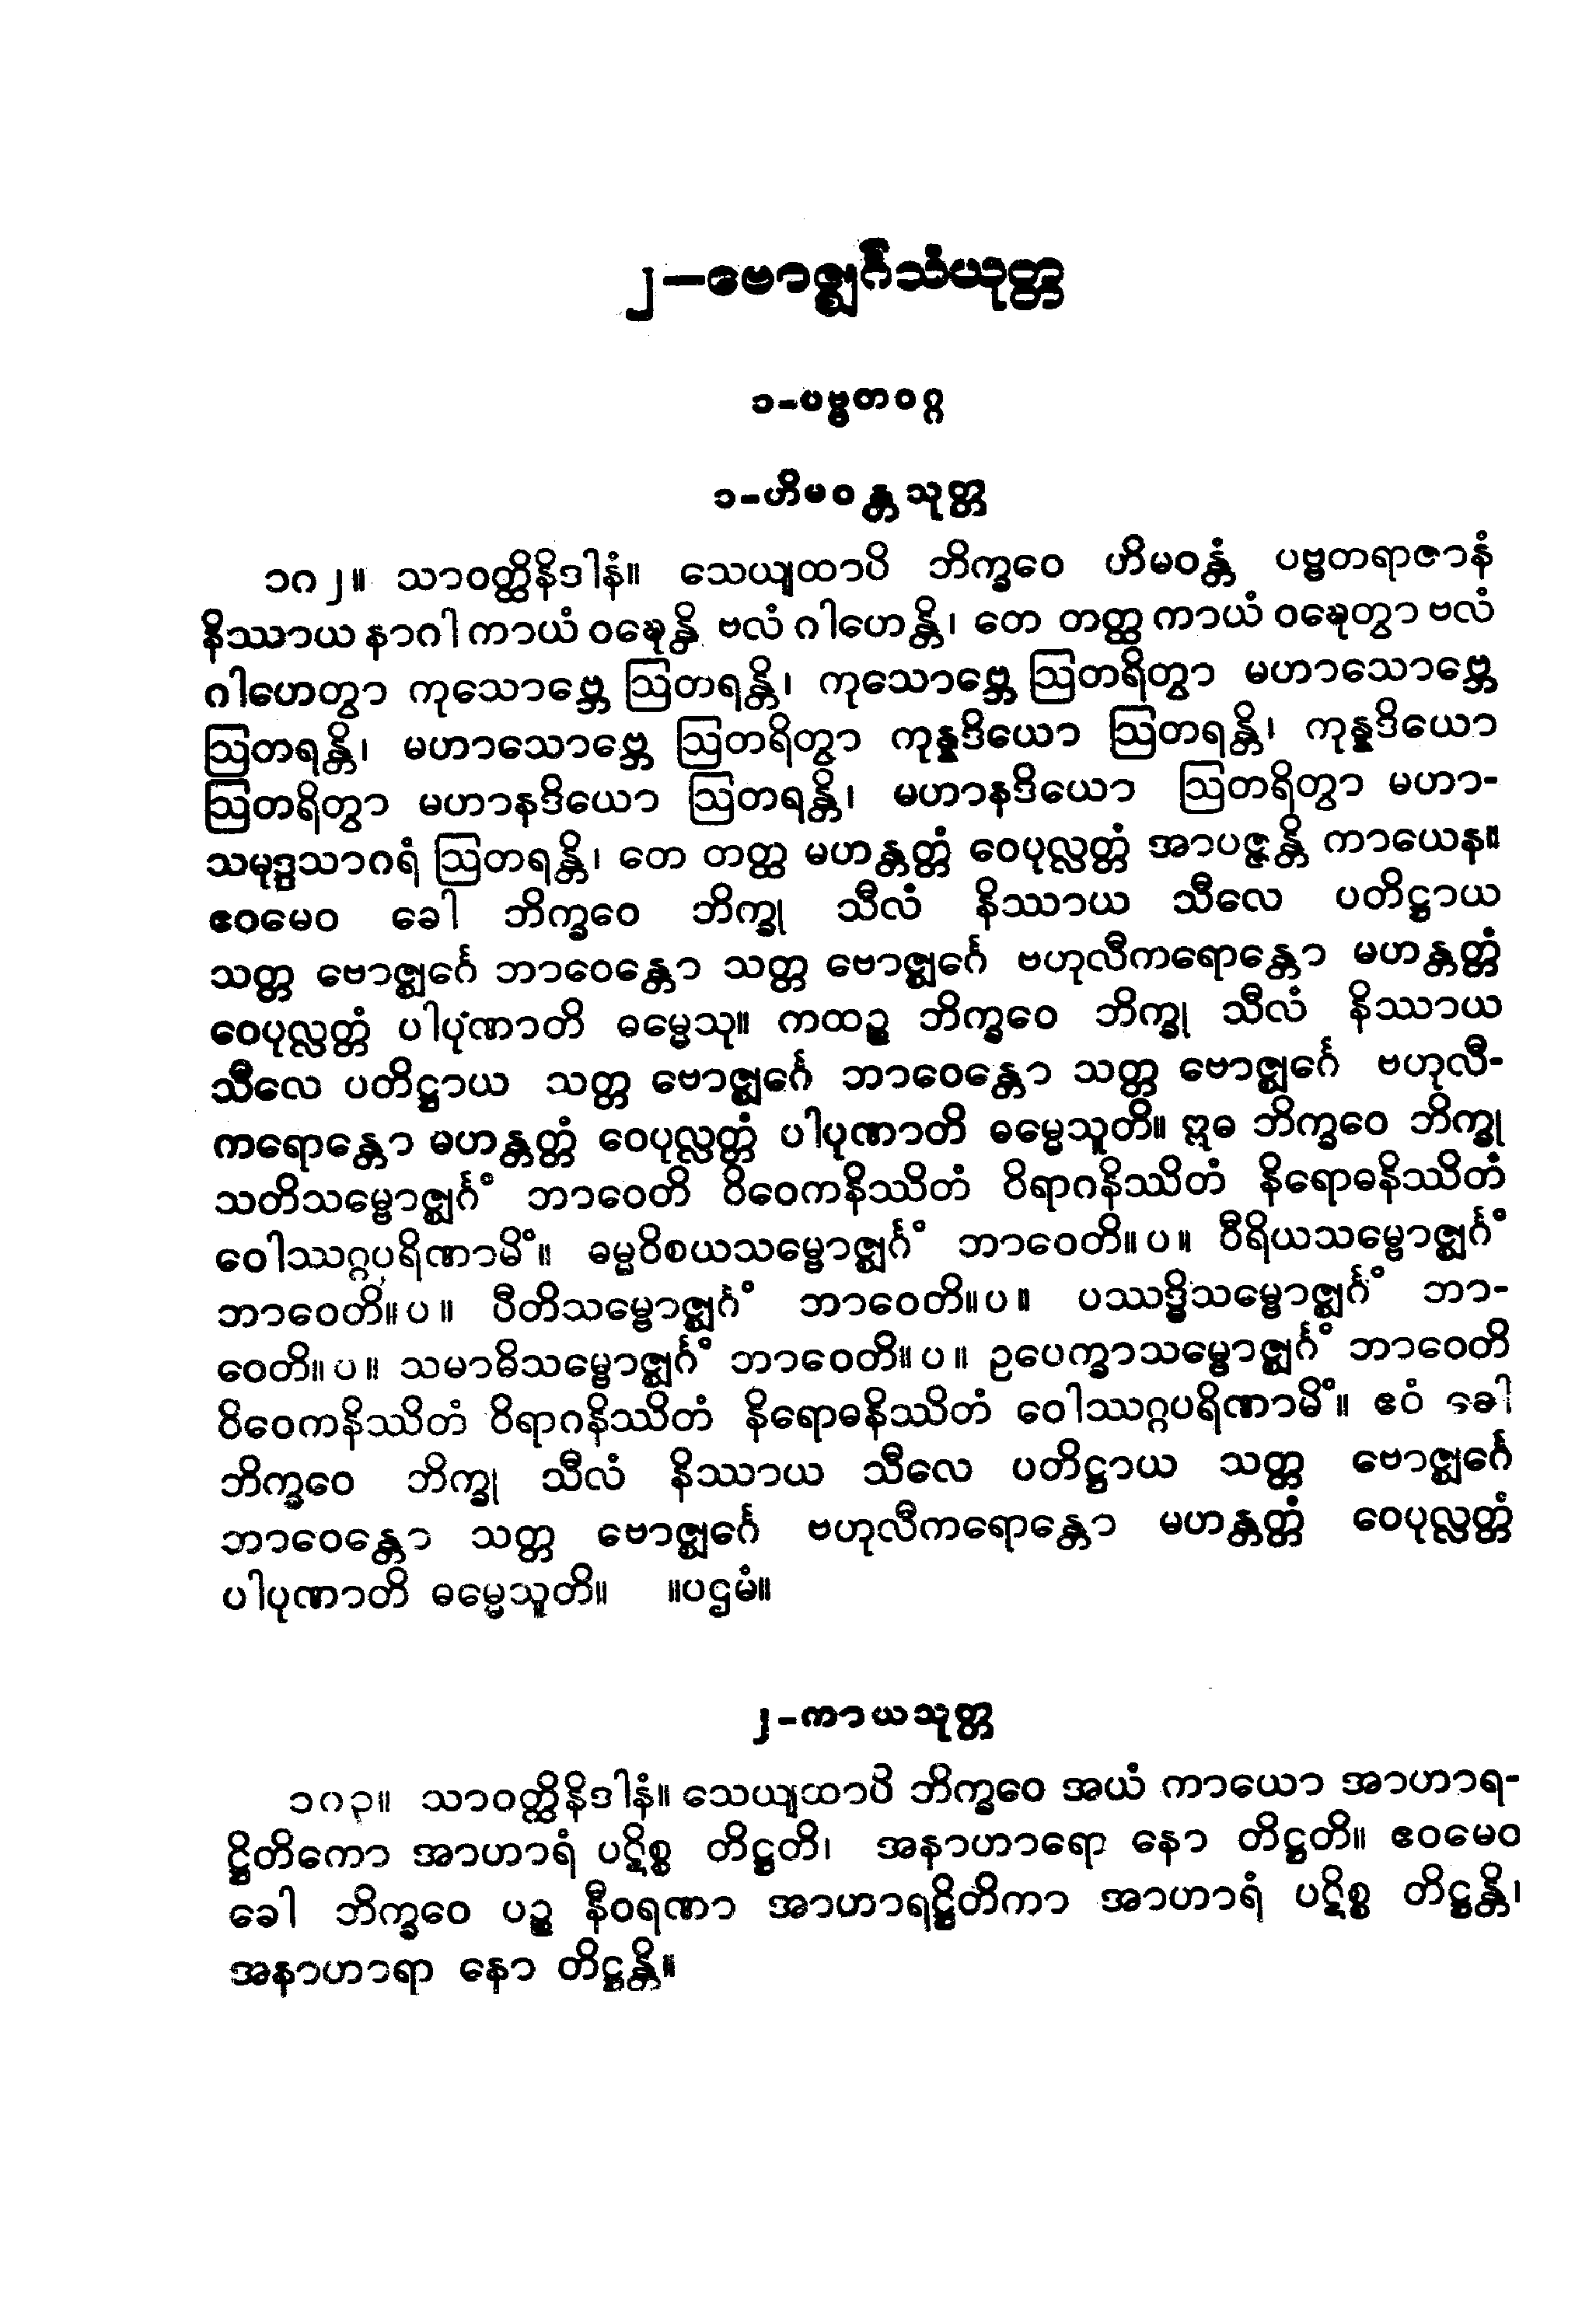 ၂—ဗောဇ္ဈင်္ဂသံယုတ္တ
၁-ပဗ္ဗတဝဂ္ဂ
၁-ဟိမဝန္တသုတ္တ
၁ဂ၂။ သာဝတ္ထိနိဒါနံ။ သေယျထာပိ ဘိက္ခဝေ ဟိမဝန္တံ ပဗ္ဗတရာဇာနံ
နိဿာယ နာဂါ ကာယံ ဝဍ္ဎေန္တိ ဗလံ ဂါဟေန္တိ၊ တေ တတ္ထ ကာယံ ဝဍ္ဎေတွာ ဗလံ
ဂါဟေတွာ ကုသောဗ္ဘေ ဩတရန္တိ၊ ကုသောဗ္ဘေ ဩတရိတွာ မဟာသောဗ္ဘေ
ဩတရန္တိ၊ မဟာသောဗ္ဘေ ဩတရိတွာ ကုန္နဒိယော ဩတရန္တိ၊ ကုန္နဒိယော
ဩတရိတွာ မဟာနဒိယော ဩတရန္တိ၊ မဟာနဒိယော ဩတရိတွာ မဟာ-
သမုဒ္ဒသာဂရံ ဩတရန္တိ၊ တေ တတ္ထ မဟန္တတ္တံ ဝေပုလ္လတ္တံ အာပဇ္ဇန္တိ ကာယေန။
ဧဝမေဝ ခေါ ဘိက္ခဝေ ဘိက္ခု သီလံ နိဿာယ သီလေ ပတိဋ္ဌာယ
သတ္တ ဗောဇ္ဈင်္ဂေ ဘာဝေန္တော သတ္တ ဗောဇ္ဈင်္ဂေ ဗဟုလီကရောန္တော မဟန္တတ္တံ
ဝေပုလ္လတ္တံ ပါပုဏာတိ ဓမ္မေသု။ ကထဉ္စ ဘိက္ခဝေ ဘိက္ခု သီလံ နိဿာယ
သီလေ ပတိဋ္ဌာယ သတ္တ ဗောဇ္ဈင်္ဂေ ဘာဝေန္တော သတ္တ ဗောဇ္ဈင်္ဂေ ဗဟုလီ-
ကရောန္တော မဟန္တတ္တံ ဝေပုလ္လတ္တံ ပါပုဏာတိ ဓမ္မေသူတိ။ ဣဓ ဘိက္ခဝေ ဘိက္ခု
သတိသမ္ဗောဇ္ဈင်္ဂံ ဘာဝေတိ ဝိဝေကနိဿိတံ ဝိရာဂနိဿိတံ နိရောဓနိဿိတံ
ဝေါဿဂ္ဂပရိဏာမိံ။ ဓမ္မဝိစယသမ္ဗောဇ္ဈင်္ဂံ ဘာဝေတိ။ပ။ ဝီရိယသမ္ဗောဇ္ဈင်္ဂံ
ဘာဝေတိ။ပ။ ပီတိသမ္ဗောဇ္ဈင်္ဂံ ဘာဝေတိ။ပ။ ပဿဒ္ဓိသမ္ဗောဇ္ဈင်္ဂံ ဘာ-
ဝေတိ။ပ။ သမာဓိသမ္ဗောဇ္ဈင်္ဂံ ဘာဝေတိ။ပ။ ဥပေက္ခာသမ္ဗောဇ္ဈင်္ဂံ ဘာဝေတိ
ဝိဝေကနိဿိတံ ဝိရာဂနိဿိတံ နိရောဓနိဿိတံ ဝေါဿဂ္ဂပရိဏာမိံ။ ဧဝံ ခေါ
ဘိက္ခဝေ ဘိက္ခု သီလံ နိဿာယ သီလေ ပတိဋ္ဌာယ သတ္တ ဗောဇ္ဈင်္ဂေ
ဘာဝေန္တော သတ္တ ဗောဇ္ဈင်္ဂေ ဗဟုလီကရောန္တော မဟန္တတ္တံ ဝေပုလ္လတ္တံ
ပါပုဏာတိ ဓမ္မေသူတိ။ ။ပဌမံ။
၂-ကာယသုတ္တ
၁ဂ၃။ သာဝတ္ထိနိဒါနံ။ သေယျထာပိ ဘိက္ခဝေ အယံ ကာယော အာဟာရ-
ဋ္ဌိတိကော အာဟာရံ ပဋိစ္စ တိဋ္ဌတိ၊ အနာဟာရော နော တိဋ္ဌတိ။ ဧဝမေဝ
ခေါ ဘိက္ခဝေ ပဉ္စ နီဝရဏာ အာဟာရဋ္ဌိတိကာ အာဟာရံ ပဋိစ္စ တိဋ္ဌန္တိ၊
အနာဟာရာ နော တိဋ္ဌန္တိ။